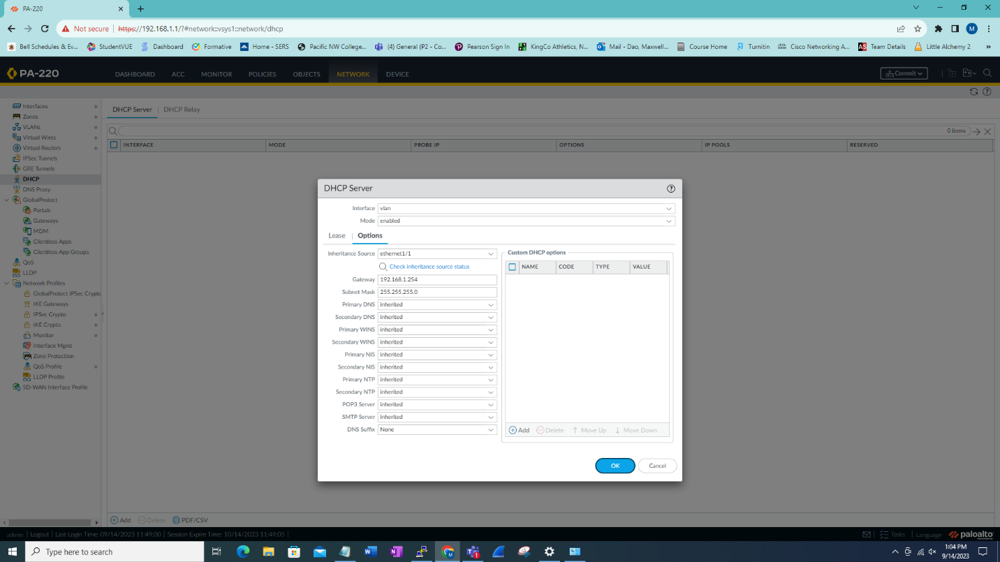 PA-220
Not secure https://192.168.1.1/?#network::vsys1::network/dhcp
M
Bell Schedules & Ev... StudentVUE Dashboard Formative Home - SERS Pacific NW College... (4) General (P2 - Co... Pearson Sign In KingCo Athletics, N... Mail - Dao, Maxwell... Course Home Turnitin Cisco Networking A... AS Team Details Little Alchemy 2 »
PA-220 DASHBOARD ACC MONITOR POLICIES OBJECTS NETWORK DEVICE Commit
Interfaces
Zones
VLANs
Virtual Wires
Virtual Routers
IPSec Tunnels
GRE Tunnels
DHCP
DNS Proxy
GlobalProtect
Portals
Gateways
MDM
Clientless Apps
Clientless App Groups
QoS
LLDP
Network Profiles
GlobalProtect IPSec Crypto
IKE Gateways
IPSec Crypto
IKE Crypto
Monitor
Interface Mgmt
Zone Protection
QoS Profile
LLDP Profile
SD-WAN Interface Profile
DHCP Server DHCP Relay
0 items
INTERFACE MODE PROBE IP OPTIONS IP POOLS RESERVED
DHCP Server
Interface vlan
Mode enabled
Lease Options
Inheritance Source ethernet1/1
Check inheritance source status
Gateway 192.168.1.254
Subnet Mask 255.255.255.0
Primary DNS inherited
Secondary DNS inherited
Primary WINS inherited
Secondary WINS inherited
Primary NIS inherited
Secondary NIS inherited
Primary NTP inherited
Secondary NTP inherited
POP3 Server inherited
SMTP Server inherited
DNS Suffix None
Custom DHCP options
NAME CODE TYPE VALUE
Add Delete Move Up Move Down
OK Cancel
Add Delete PDF/CSV
admin | Logout | Last Login Time: 09/14/2023 11:49:00 | Session Expire Time: 10/14/2023 11:49:05 |
Tasks | Language paloalto
NETWORKS
Type here to search
1:04 PM
9/14/2023